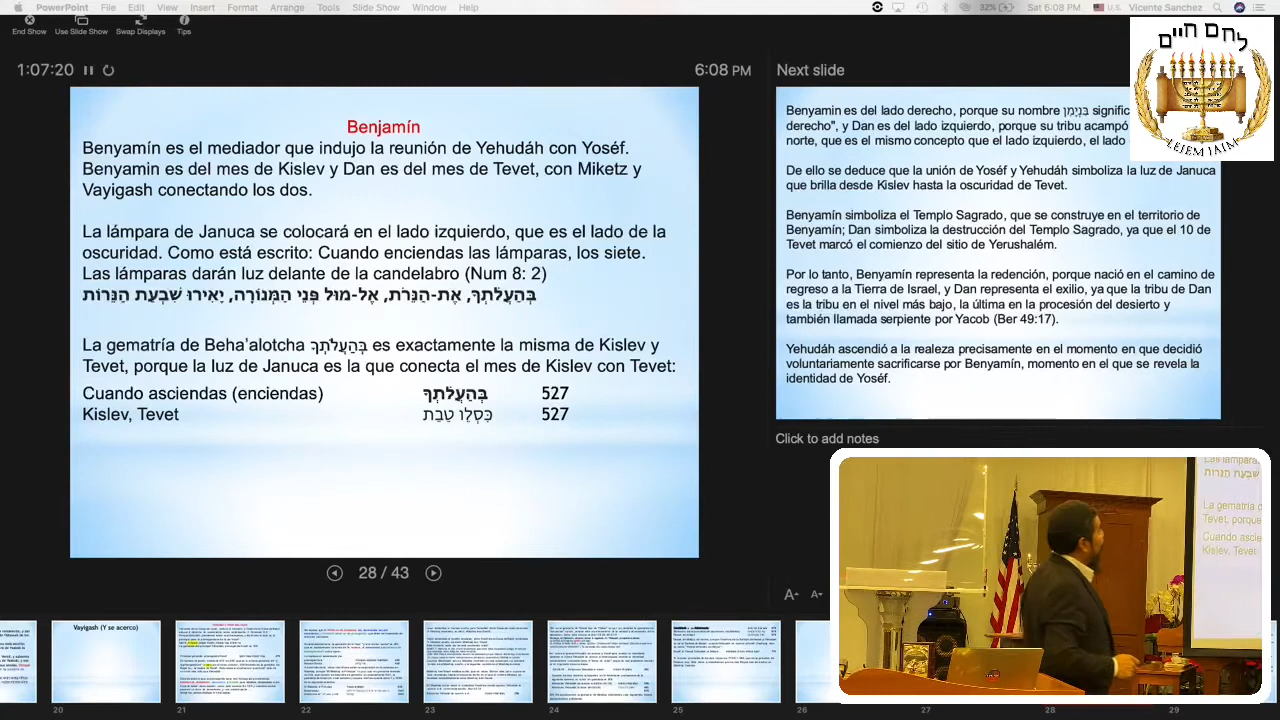 PowerPoint File Edit View Insert Format Arrange Tools Slide Show Window Help 32% U.S. Sat 6:08 PM Vicente Sanchez
End Show Use Slide Show Swap Displays Tips
1:07:20 6:08 PM
Benjamín
Benyamín es el mediador que indujo la reunión de Yehudáh con Yoséf.
Benyamin es del mes de Kislev y Dan es del mes de Tevet, con Miketz y
Vayigash conectando los dos.
La lámpara de Januca se colocará en el lado izquierdo, que es el lado de la
oscuridad. Como está escrito: Cuando enciendas las lámparas, los siete.
Las lámparas darán luz delante de la candelabro (Num 8: 2)
בְּהַעֲלֹתְךָ, אֶת-הַנֵּרֹת, אֶל-מוּל פְּנֵי הַמְּנוֹרָה, יָאִירוּ שִׁבְעַת הַנֵּרוֹת
La gematría de Beha'alotcha בְּהַעֲלֹתְךָ es exactamente la misma de Kislev y
Tevet, porque la luz de Januca es la que conecta el mes de Kislev con Tevet:
Cuando asciendas (enciendes) בְּהַעֲלֹתְךָ 527
Kislev, Tevet כִּסְלֵו טֵבֵת 527
28 / 43
Next slide
Benyamin es del lado derecho, porque su nombre בִּנְיָמִן signific
derecho", y Dan es del lado izquierdo, porque su tribu acampó
norte, que es el mismo concepto que el lado izquierdo, el lado
De ello se deduce que la unión de Yoséf y Yehudáh simboliza la luz de Januca
que brilla desde Kislev hasta la oscuridad de Tevet.
Benyamín simboliza el Templo Sagrado, que se construye en el territorio de
Benyamín; Dan simboliza la destrucción del Templo Sagrado, ya que el 10 de
Tevet marcó el comienzo del sitio de Yerushalém.
Por lo tanto, Benyamín representa la redención, porque nació en el camino de
regreso a la Tierra de Israel, y Dan representa el exilio, ya que la tribu de Dan
es la tribu en el nivel más bajo, la última en la procesión del desierto y
también llamada serpiente por Yacob (Ber 49:17).
Yehudáh ascendió a la realeza precisamente en el momento en que decidió
voluntariamente sacrificarse por Benyamín, momento en el que se revela la
identidad de Yoséf.
Click to add notes
לחם חיים
LEJEM JAIM
Las lámpara
שִׁבְעַת הַנֵּרוֹת
La gematría d
Tevet, porque
Cuando ascie
Kislev, Tevet
Vayigash (Y se acerco)
20 21 22 23 24 25 26 27 28 29